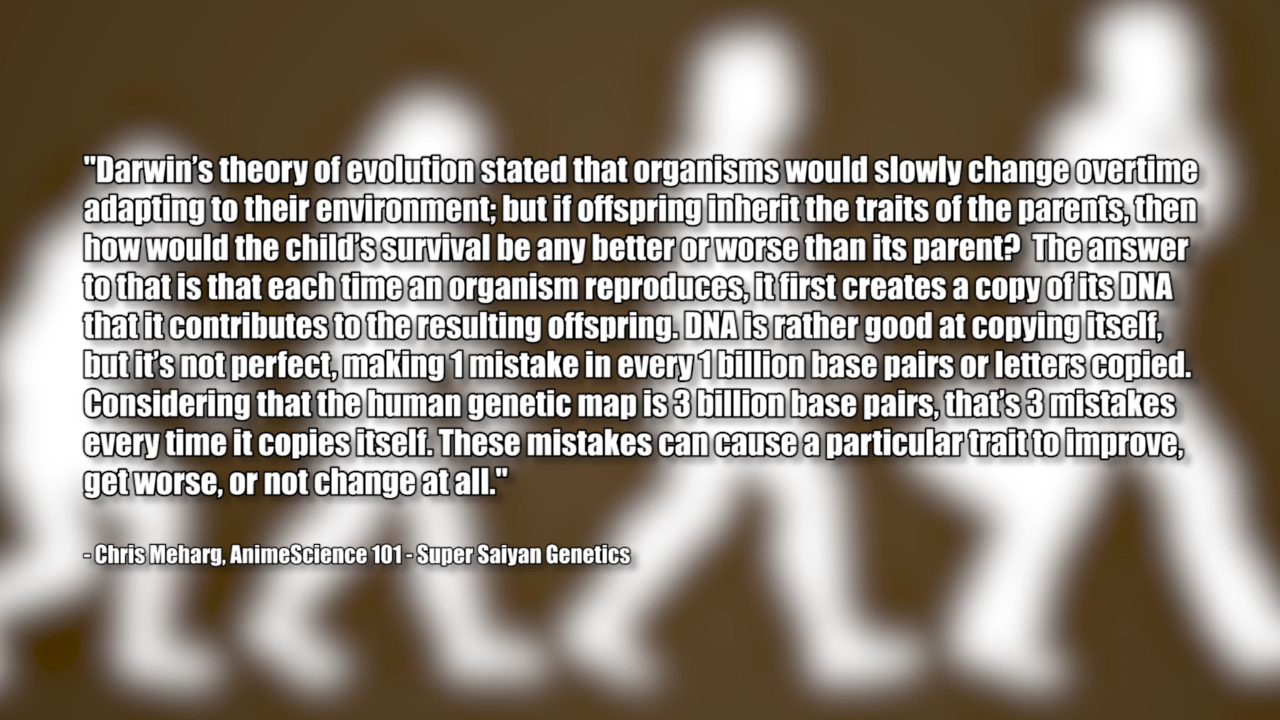 "Darwin’s theory of evolution stated that organisms would slowly change overtime
adapting to their environment; but if offspring inherit the traits of the parents, then
how would the child’s survival be any better or worse than its parent?  The answer
to that is that each time an organism reproduces, it first creates a copy of its DNA
that it contributes to the resulting offspring. DNA is rather good at copying itself,
but it’s not perfect, making 1 mistake in every 1 billion base pairs or letters copied.
Considering that the human genetic map is 3 billion base pairs, that’s 3 mistakes
every time it copies itself. These mistakes can cause a particular trait to improve,
get worse, or not change at all."
- Chris Meharg, AnimeScience 101 - Super Saiyan Genetics